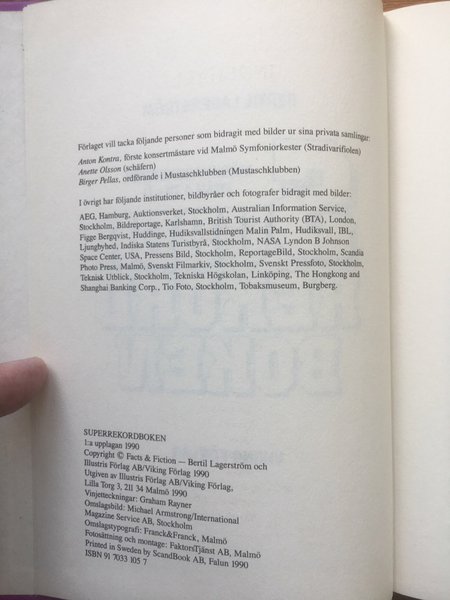 Förlaget vill tacka följande personer som bidragit med bilder ur sina privata samlingar:
Anton Kontra, förste konsertmästare vid Malmö Symfoniorkester (Stradivarifiolen)
Anette Olsson (schäfern)
Birger Pellas, ordförande i Mustaschklubben (Mustaschklubben)
I övrigt har följande institutioner, bildbyråer och fotografer bidragit med bilder:
AEG, Hamburg, Auktionsverket, Stockholm, Australian Information Service,
Stockholm, Bildreportage, Karlshamn, British Tourist Authority (BTA), London,
Figge Bergqvist, Huddinge, Hudiksvallstidningen Malin Palm, Hudiksvall, IBL,
Ljungbyhed, Indiska Statens Turistbyrå, Stockholm, NASA Lyndon B Johnson
Space Center, USA, Pressens Bild, Stockholm, ReportageBild, Stockholm, Scandia
Photo Press, Malmö, Svenskt Filmarkiv, Stockholm, Svenskt Pressfoto, Stockholm,
Teknisk Utblick, Stockholm, Tekniska Högskolan, Linköping, The Hongkong and
Shanghai Banking Corp., Tio Foto, Stockholm, Tobaksmuseum, Burgberg.
SUPERREKORDBOKEN
1:a upplagan 1990
Copyright © Facts & Fiction – Bertil Lagerström och
Illustris Förlag AB/Viking Förlag 1990
Utgiven av Illustris Förlag AB/Viking Förlag,
Lilla Torg 3, 211 34 Malmö 1990
Vinjetteckningar: Graham Rayner
Omslagsbild: Michael Armstrong/International
Magazine Service AB, Stockholm
Omslagstypografi: Franck&Franck, Malmö
Fotosättning och montage: FaktorsTjänst AB, Malmö
Printed in Sweden by ScandBook AB, Falun 1990
ISBN 91 7033 105 7